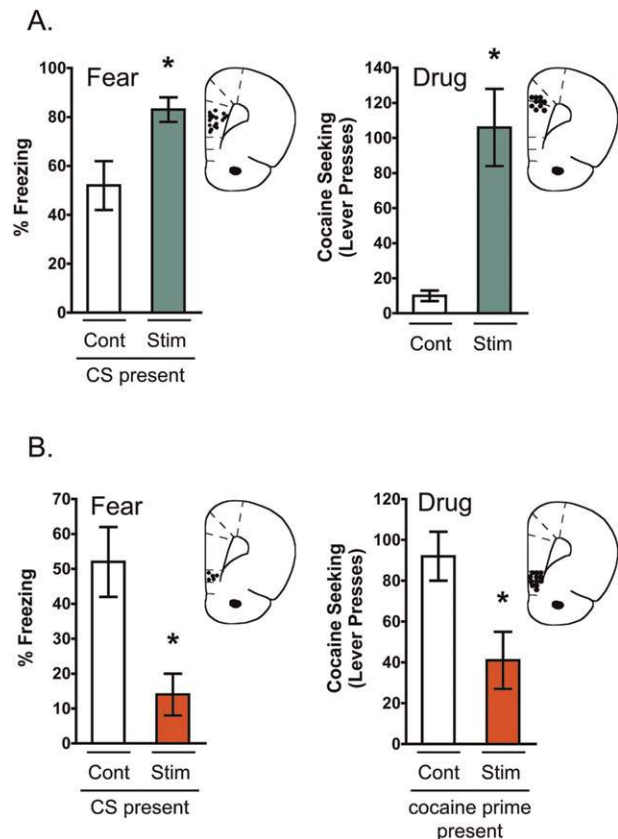 A.
Fear
*
% Freezing
100
80
60
40
20
0
Cont Stim
CS present
Drug
*
Cocaine Seeking
(Lever Presses)
140
120
100
80
60
40
20
0
Cont Stim
B.
Fear
*
% Freezing
70
60
50
40
30
20
10
0
Cont Stim
CS present
Drug
*
Cocaine Seeking
(Lever Presses)
120
100
80
60
40
20
0
Cont Stim
cocaine prime
present